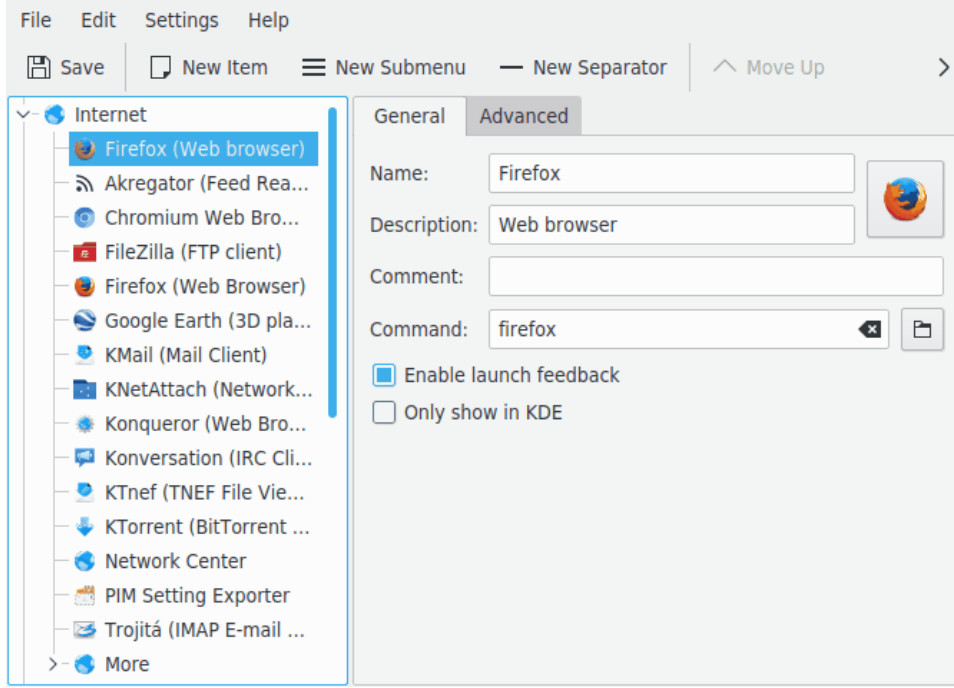 File Edit Settings Help
Save New Item New Submenu New Separator Move Up
Internet
Firefox (Web browser)
Akregator (Feed Rea...
Chromium Web Bro...
FileZilla (FTP client)
Firefox (Web Browser)
Google Earth (3D pla...
KMail (Mail Client)
KNetAttach (Network...
Konqueror (Web Bro...
Konversation (IRC Cli...
KTnef (TNEF File Vie...
KTorrent (BitTorrent ...
Network Center
PIM Setting Exporter
Trojitá (IMAP E-mail ...
More
General Advanced
Name: Firefox
Description: Web browser
Comment:
Command: firefox
Enable launch feedback
Only show in KDE